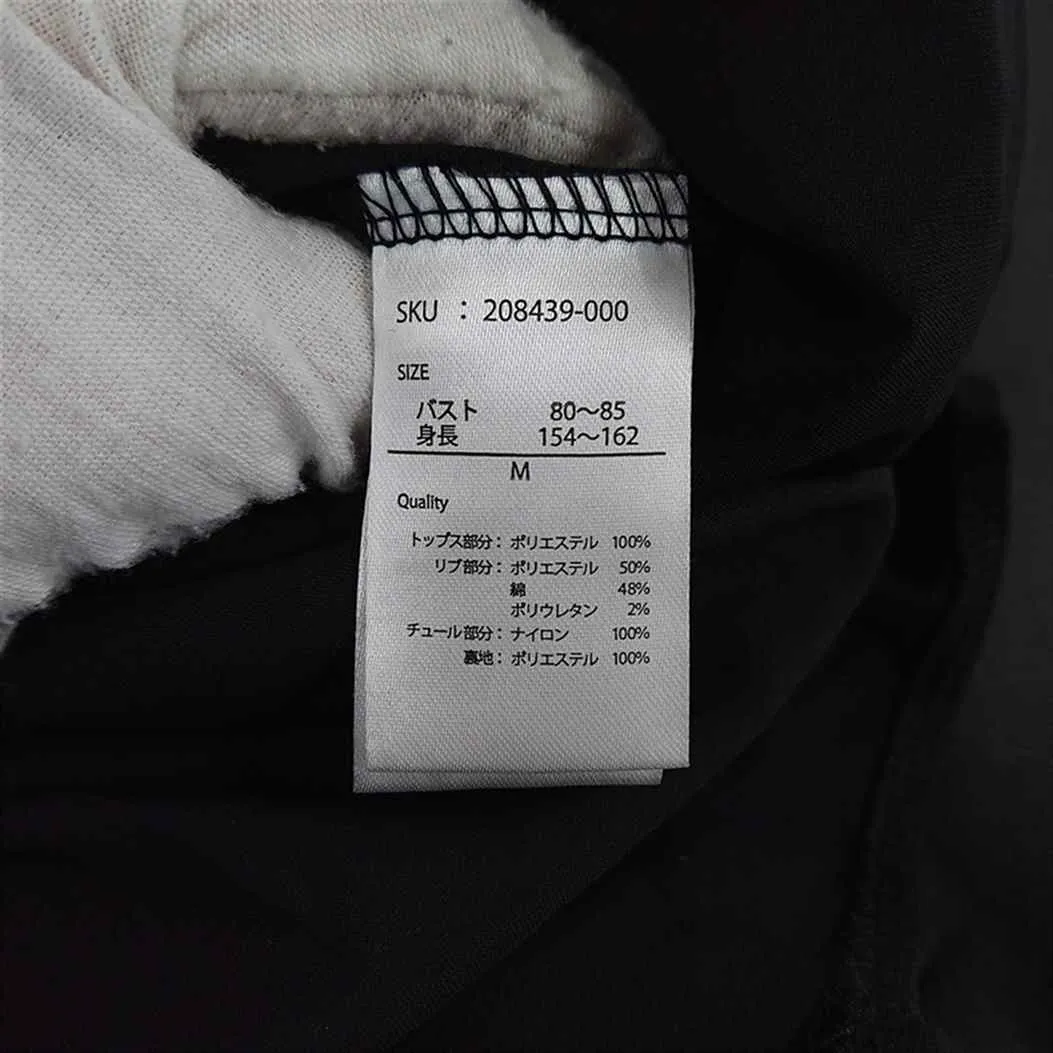 SKU : 208439-000
SIZE
バスト 80〜85
身長 154〜162
M
Quality
トップス部分: ポリエステル 100%
リブ部分: ポリエステル 50%
綿 48%
ポリウレタン 2%
チュール部分: ナイロン 100%
裏地: ポリエステル 100%